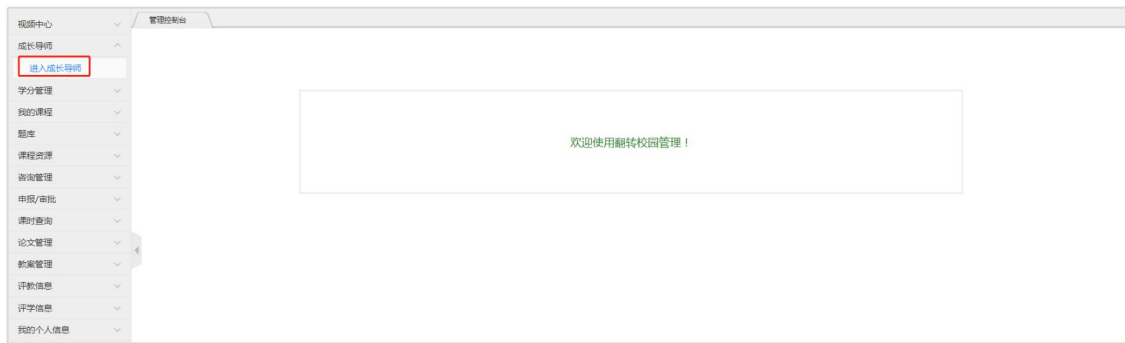 视频中心
管理控制台
成长导师
进入成长导师
学分管理
我的课程
题库
课程资源
咨询管理
申报/审批
课时查询
论文管理
教案管理
评教信息
评学信息
我的个人信息
欢迎使用翻转校园管理！